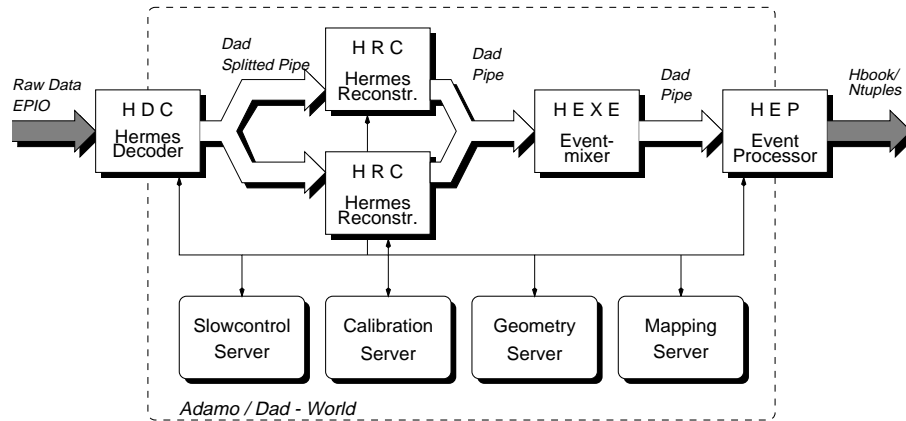 Raw Data
EPIO
H D C
Hermes
Decoder
Dad
Splitted Pipe
H R C
Hermes
Reconstr.
H R C
Hermes
Reconstr.
Dad
Pipe
H E X E
Event-
mixer
Dad
Pipe
H E P
Event
Processor
Hbook/
Ntuples
Slowcontrol
Server
Calibration
Server
Geometry
Server
Mapping
Server
Adamo / Dad - World